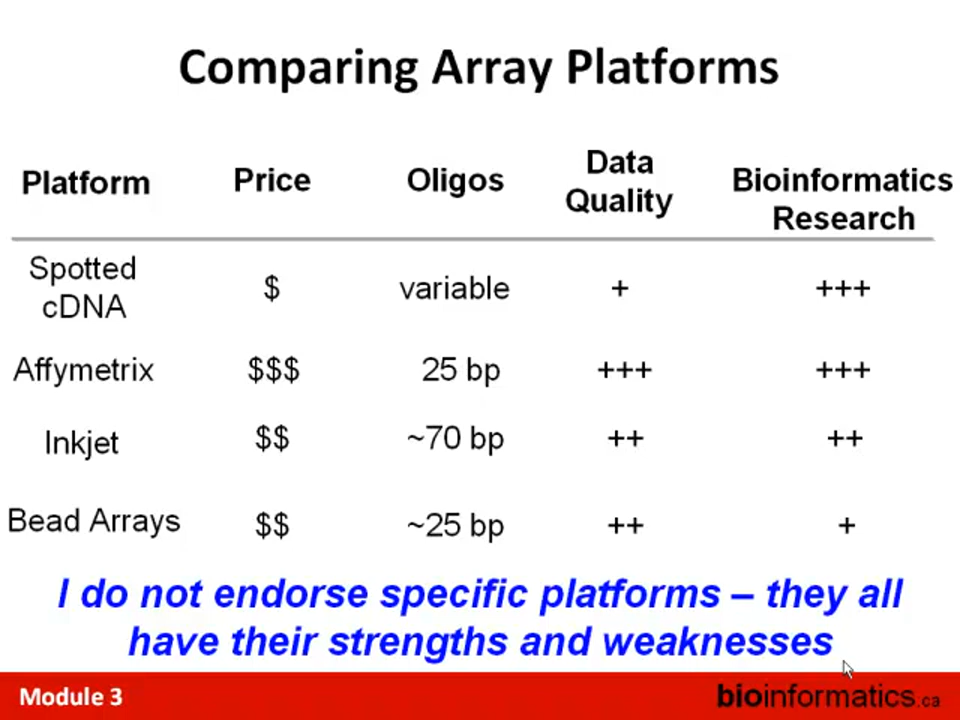 Comparing Array Platforms
Platform Price Oligos Data Quality Bioinformatics Research
Spotted cDNA $ variable + +++
Affymetrix $$$ 25 bp +++ +++
Inkjet $$ ~70 bp ++ ++
Bead Arrays $$ ~25 bp ++ +
I do not endorse specific platforms – they all
have their strengths and weaknesses
Module 3 bioinformatics.ca